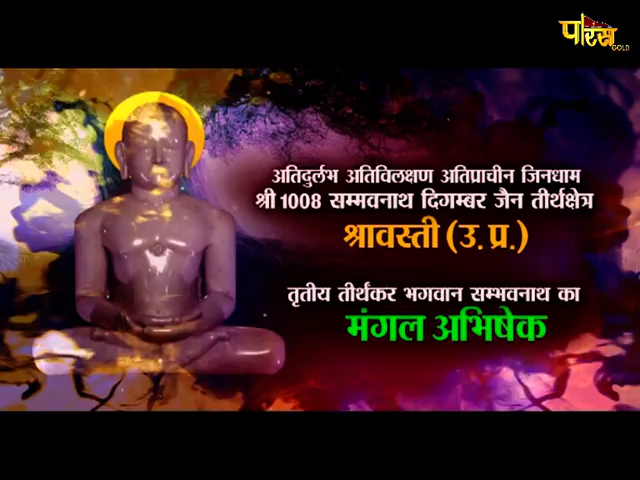 पारस
GOLD
अतिदुर्लभ अतिविलक्षण अतिप्राचीन जिनधाम
श्री 1008 सम्मवनाथ दिगम्बर जैन तीर्थक्षेत्र
श्रावस्ती (उ. प्र.)
तृतीय तीर्थंकर भगवान सम्भवनाथ का
मंगल अभिषेक